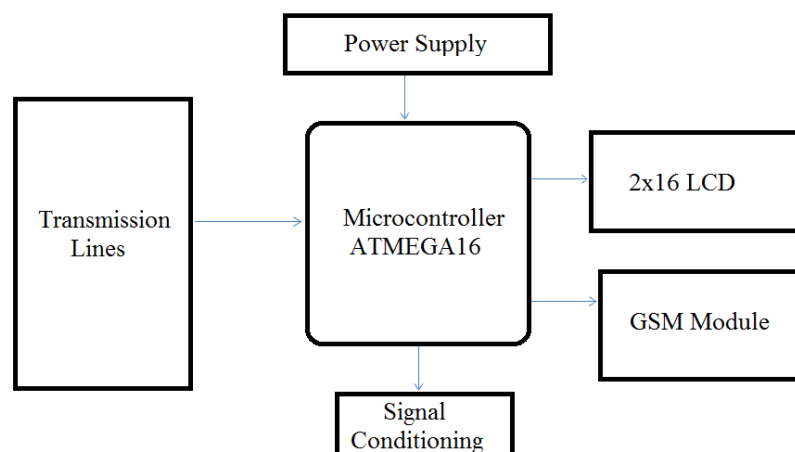 Power Supply
Transmission
Lines
Microcontroller
ATMEGA16
2x16 LCD
GSM Module
Signal
Conditioning